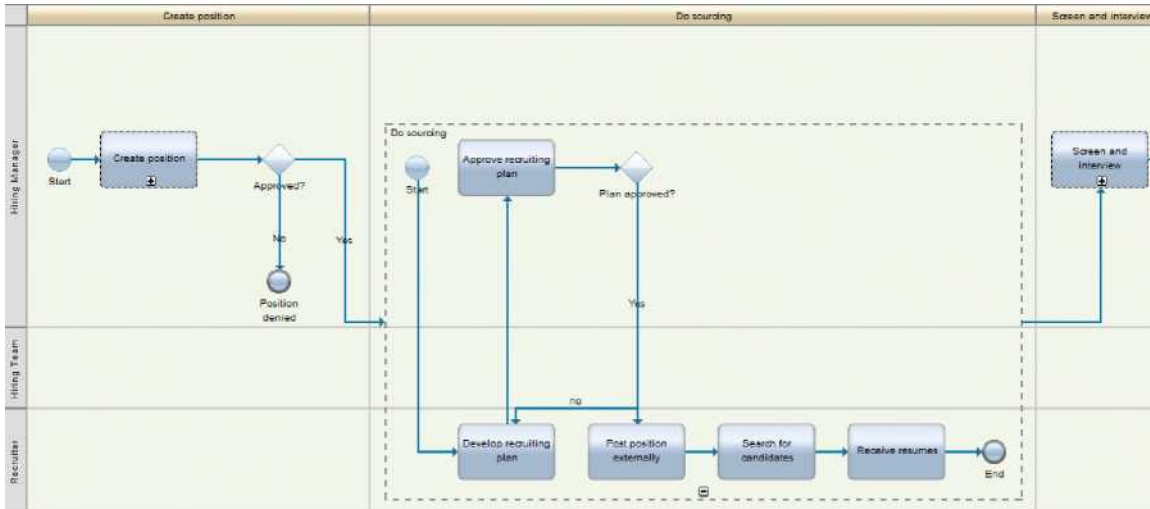 Create position
Do sourcing
Screen and interview
Hiring Manager
Hiring Team
Recruiter
Start
Create position
Approved?
No
Yes
Position
denied
Do sourcing
Start
Approve recruiting
plan
Plan approved?
Yes
no
Develop recruiting
plan
Post position
externally
Search for
candidates
Receive resumes
End
Screen and
interview